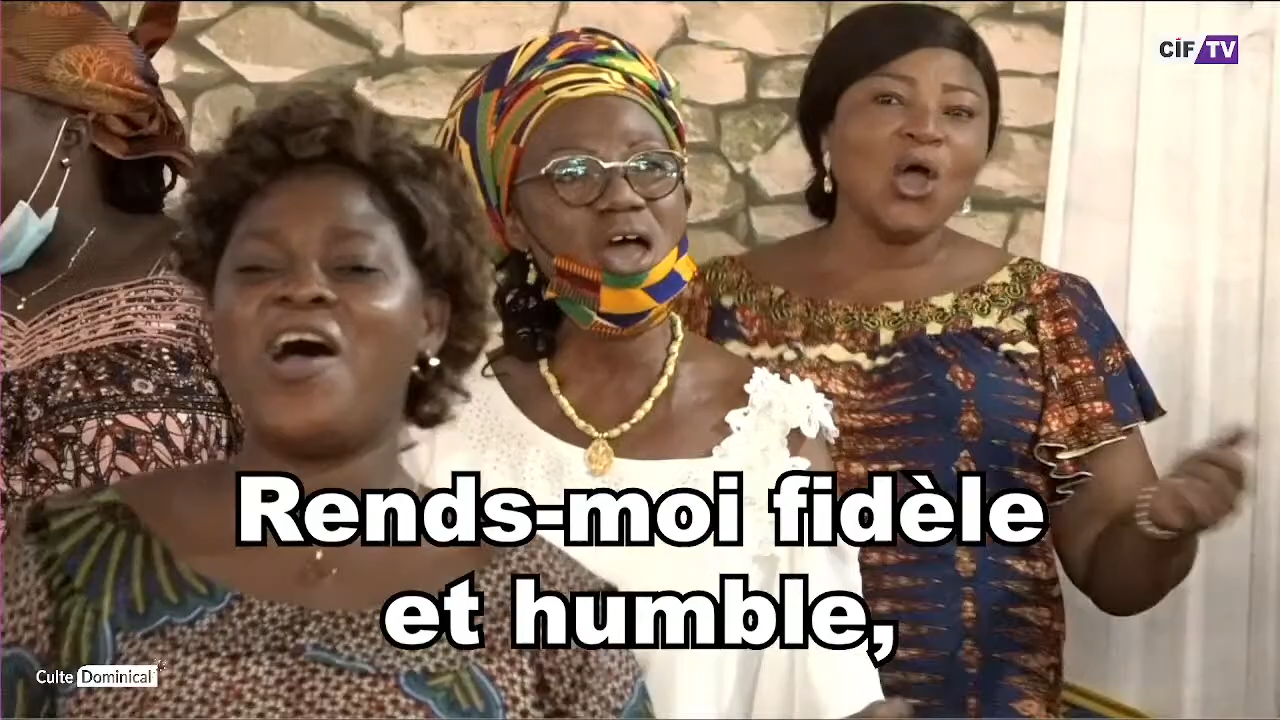 CIF TV
Rends-moi fidèle
et humble,
Culte Dominical